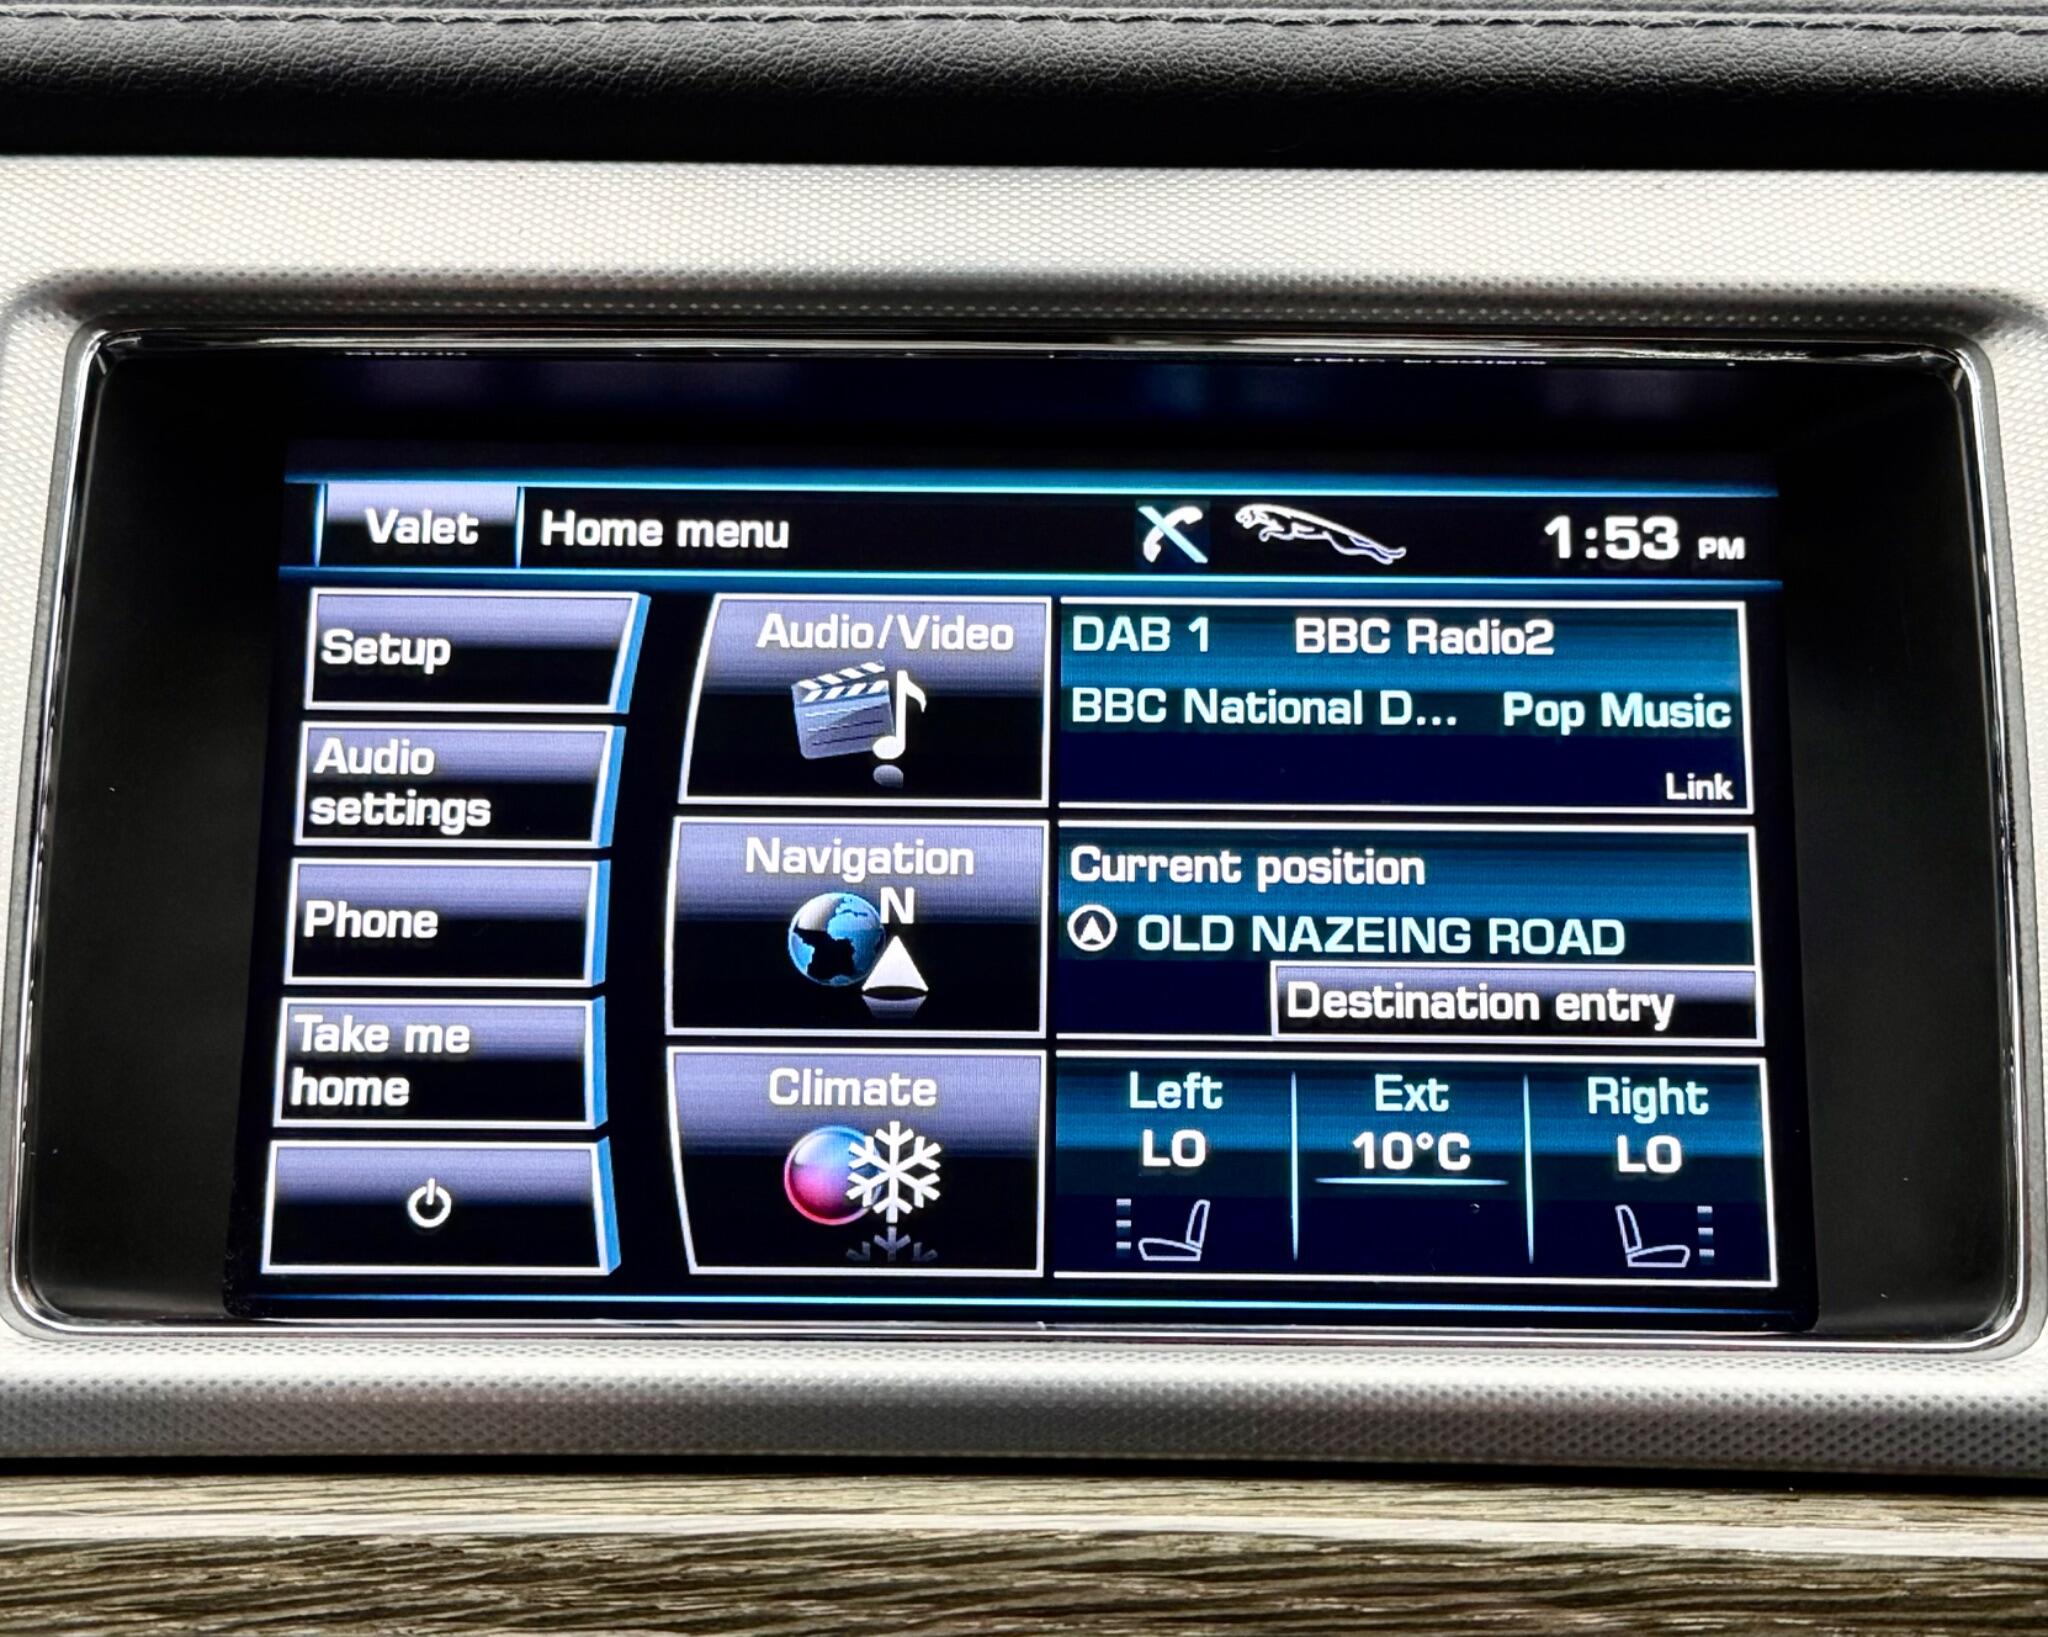 Valet
Home menu
1:53 PM
Setup
Audio
settings
Phone
Take me
home
Audio/Video
Navigation
N
Climate
DAB 1 BBC Radio2
BBC National D... Pop Music
Link
Current position
OLD NAZEING ROAD
Destination entry
Left Ext Right
LO 10°C LO